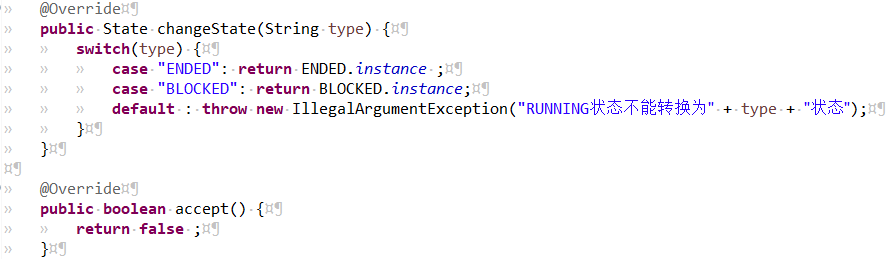 @Override
public State changeState(String type) {
switch(type) {
case "ENDED": return ENDED.instance ;
case "BLOCKED": return BLOCKED.instance;
default : throw new IllegalArgumentException("RUNNING状态不能转换为" + type + "状态");
}
}
@Override
public boolean accept() {
return false ;
}